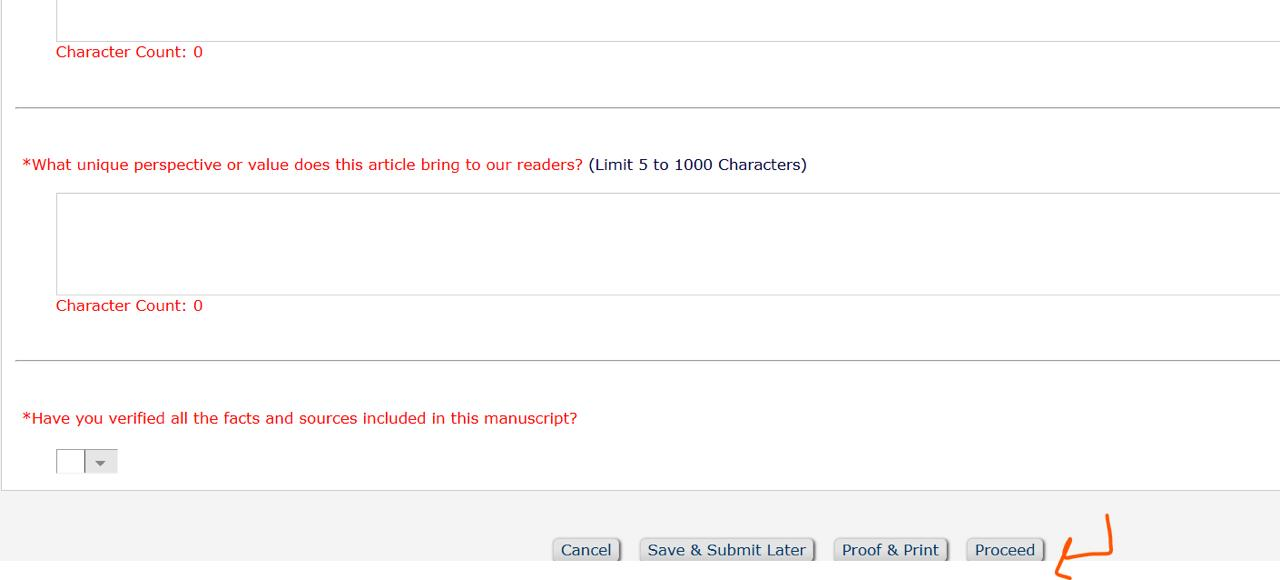 Character Count: 0
*What unique perspective or value does this article bring to our readers? (Limit 5 to 1000 Characters)
Character Count: 0
*Have you verified all the facts and sources included in this manuscript?
Cancel Save & Submit Later Proof & Print Proceed